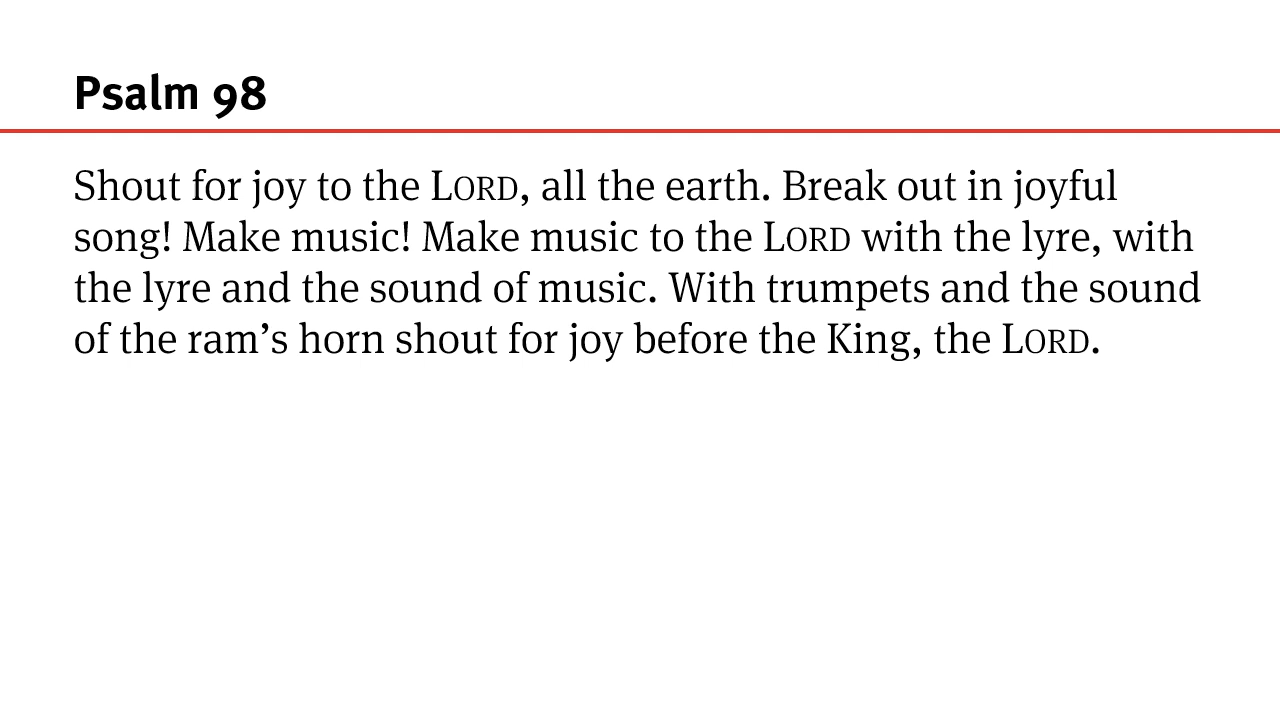 Psalm 98
Shout for joy to the LORD, all the earth. Break out in joyful
song! Make music! Make music to the LORD with the lyre, with
the lyre and the sound of music. With trumpets and the sound
of the ram’s horn shout for joy before the King, the LORD.